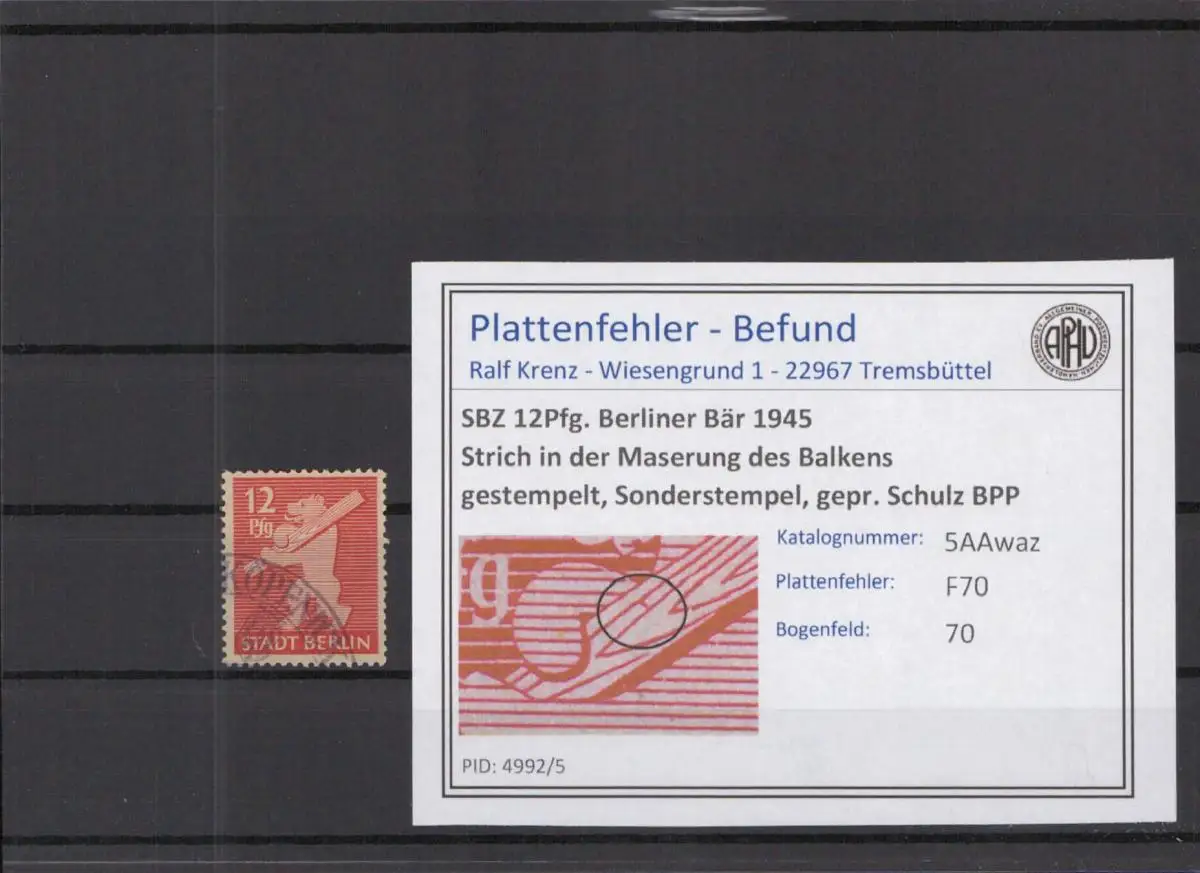 Plattenfehler - Befund
Ralf Krenz - Wiesengrund 1 - 22967 Tremsbüttel
APHV
SBZ 12Pfg. Berliner Bär 1945
Strich in der Maserung des Balkens
gestempelt, Sonderstempel, gepr. Schulz BPP
Katalognummer: 5AAwaz
Plattenfehler: F70
Bogenfeld: 70
PID: 4992/5
12
Pfg
STADT BERLIN
g